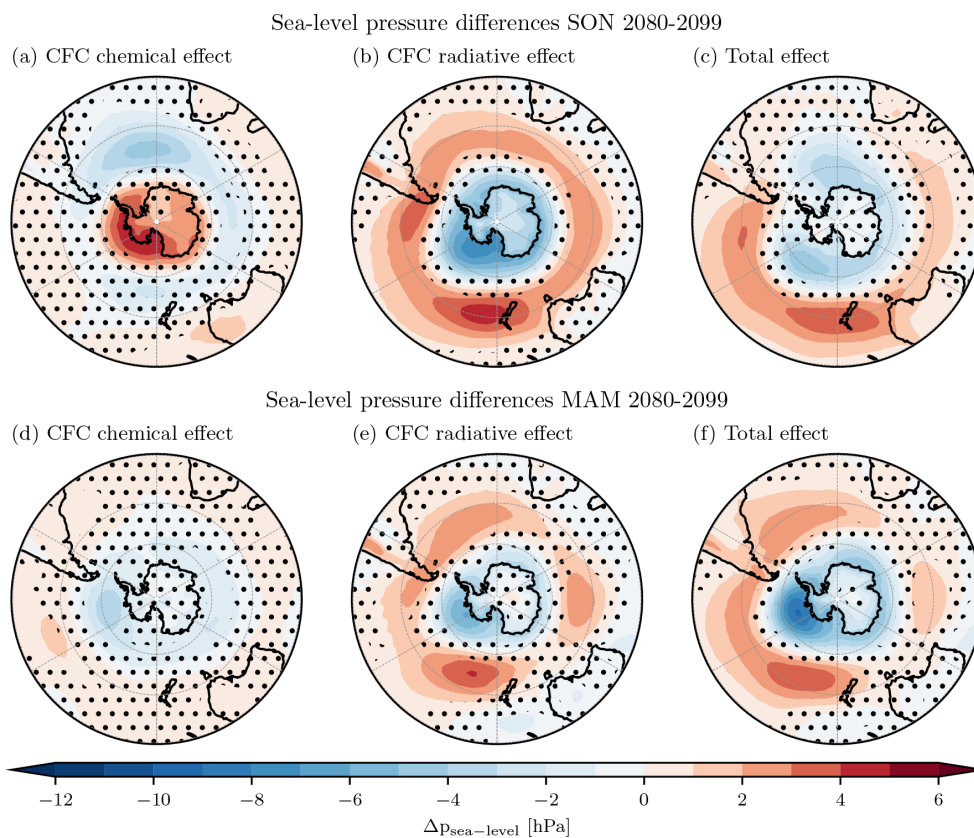 Sea-level pressure differences SON 2080-2099
(a) CFC chemical effect
(b) CFC radiative effect
(c) Total effect
Sea-level pressure differences MAM 2080-2099
(d) CFC chemical effect
(e) CFC radiative effect
(f) Total effect
−12 −10 −8 −6 −4 −2 0 2 4 6
Δp_sea−level [hPa]